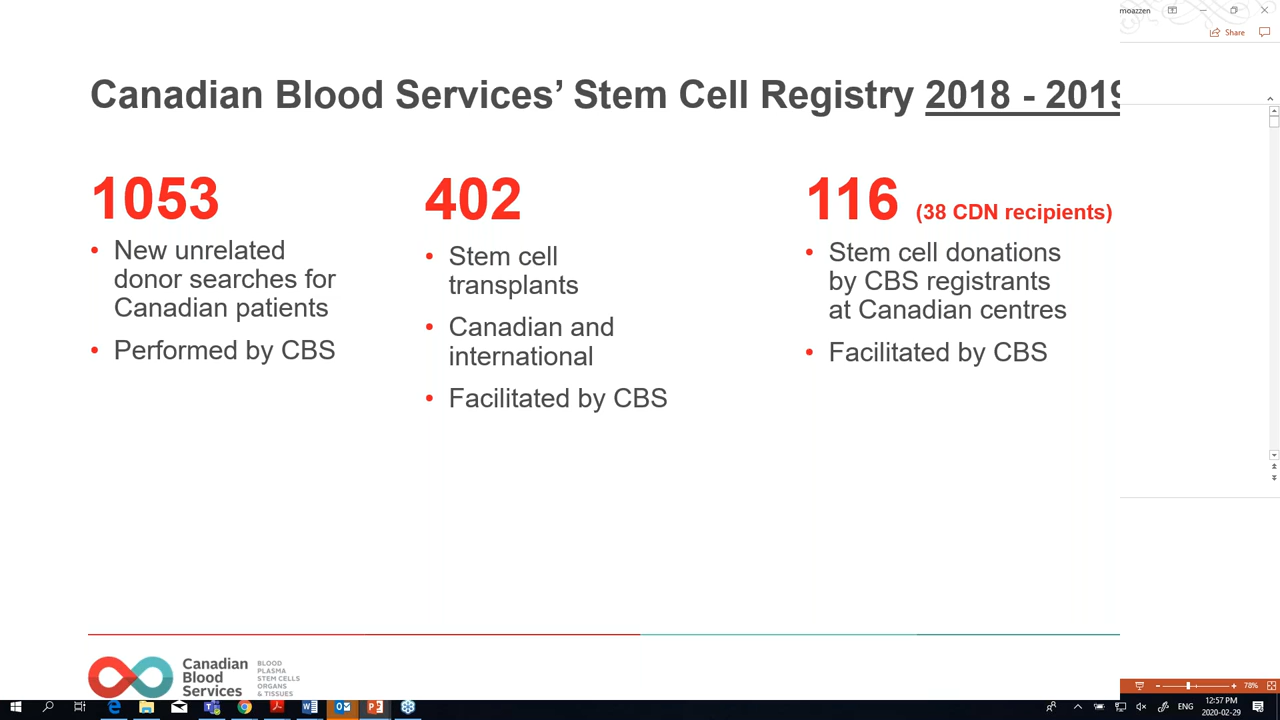 moazzen
Share
Canadian Blood Services’ Stem Cell Registry 2018 - 2019
1053
• New unrelated
donor searches for
Canadian patients
• Performed by CBS
402
• Stem cell
transplants
• Canadian and
international
• Facilitated by CBS
116 (38 CDN recipients)
• Stem cell donations
by CBS registrants
at Canadian centres
• Facilitated by CBS
Canadian
Blood
Services
BLOOD
PLASMA
STEM CELLS
ORGANS
& TISSUES
78%
ENG
12:57 PM
2020-02-29